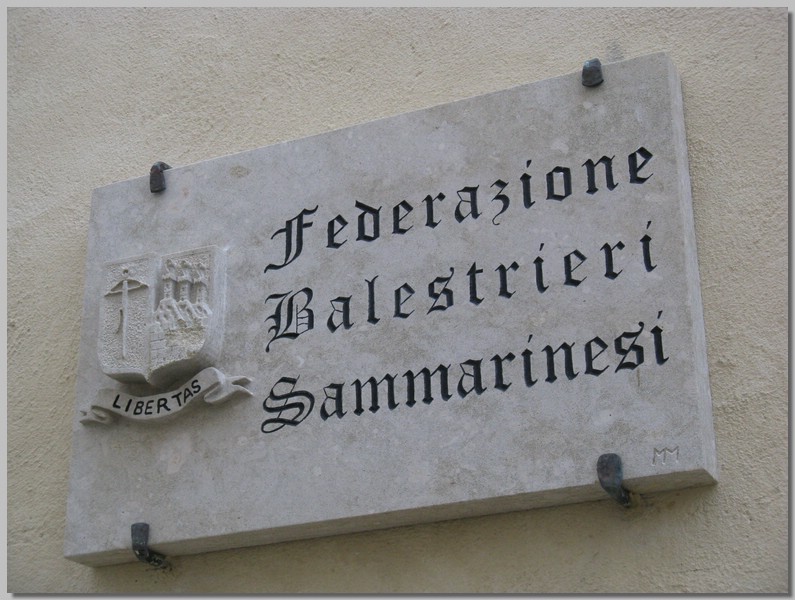 Federazione
Balestrieri
Sammarinesi
LIBERTAS
MM